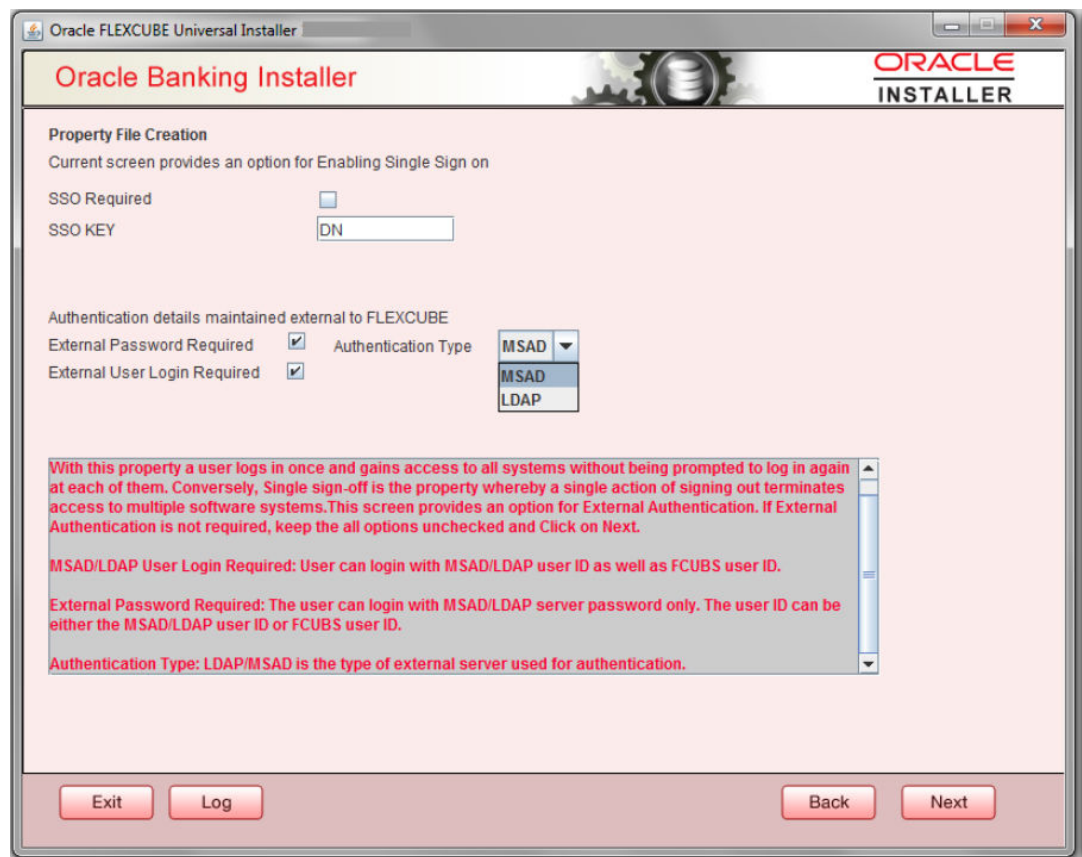 Oracle FLEXCUBE Universal Installer
Oracle Banking Installer
ORACLE
INSTALLER
Property File Creation
Current screen provides an option for Enabling Single Sign on
SSO Required
SSO KEY DN
Authentication details maintained external to FLEXCUBE
External Password Required Authentication Type MSAD
External User Login Required MSAD
LDAP
With this property a user logs in once and gains access to all systems without being prompted to log in again
at each of them. Conversely, Single sign-off is the property whereby a single action of signing out terminates
access to multiple software systems.This screen provides an option for External Authentication. If External
Authentication is not required, keep the all options unchecked and Click on Next.
MSAD/LDAP User Login Required: User can login with MSAD/LDAP user ID as well as FCUBS user ID.
External Password Required: The user can login with MSAD/LDAP server password only. The user ID can be
either the MSAD/LDAP user ID or FCUBS user ID.
Authentication Type: LDAP/MSAD is the type of external server used for authentication.
Exit Log Back Next